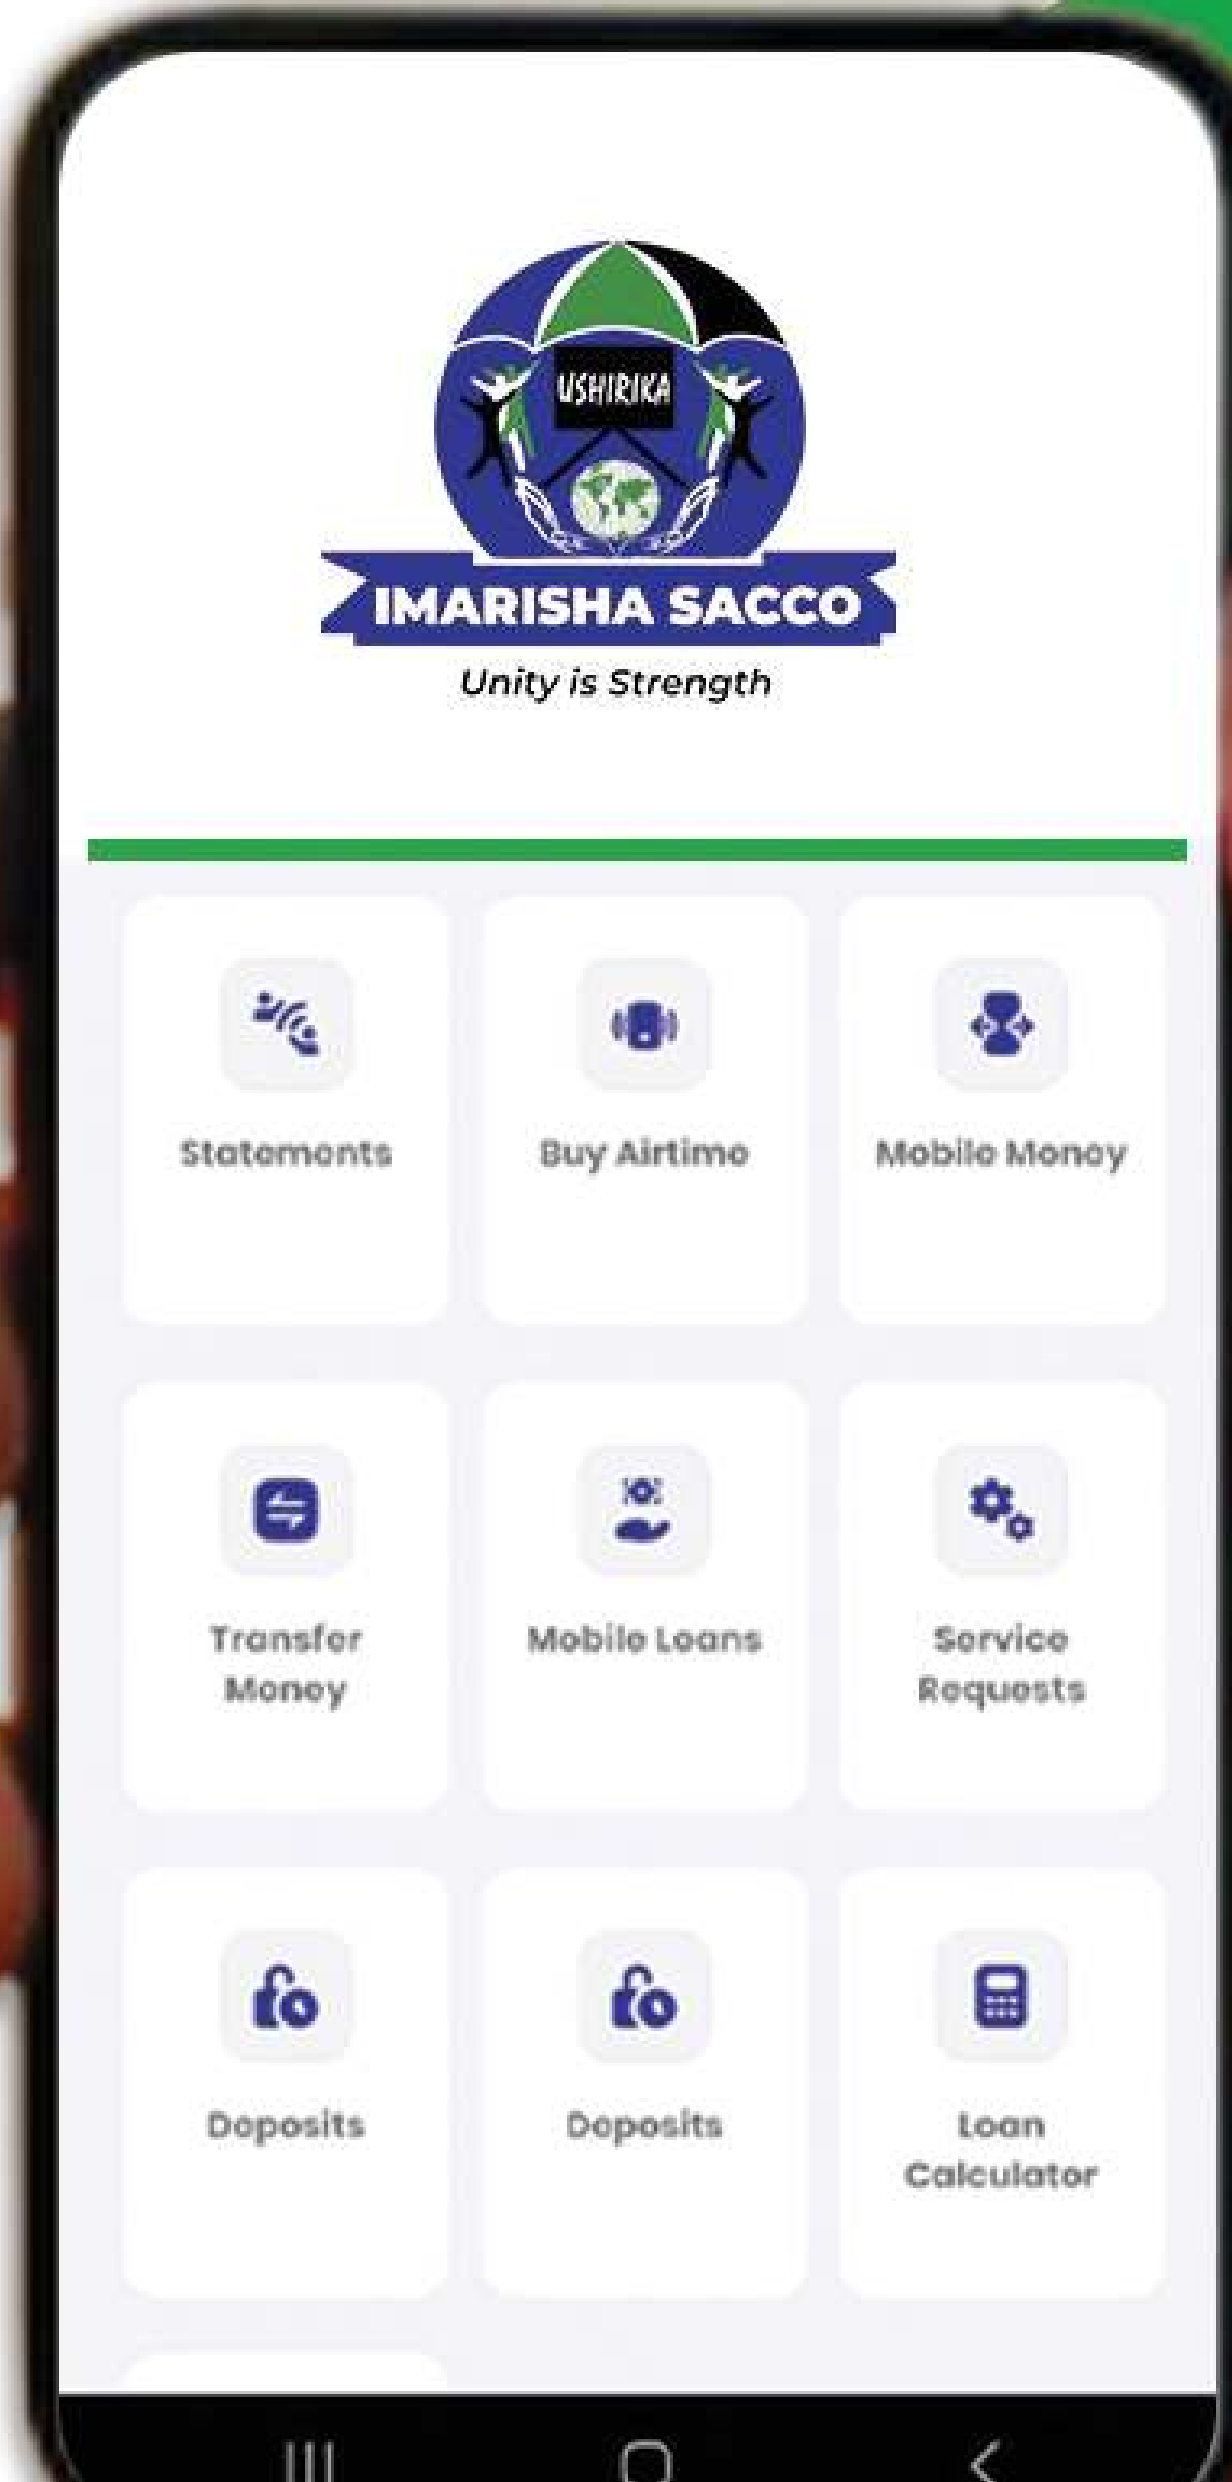 USHIRIKA
IMARISHA SACCO
Unity is Strength
Statements
Buy Airtime
Mobile Money
Transfer
Money
Mobile Loans
Service
Requests
Deposits
Deposits
Loan
Calculator